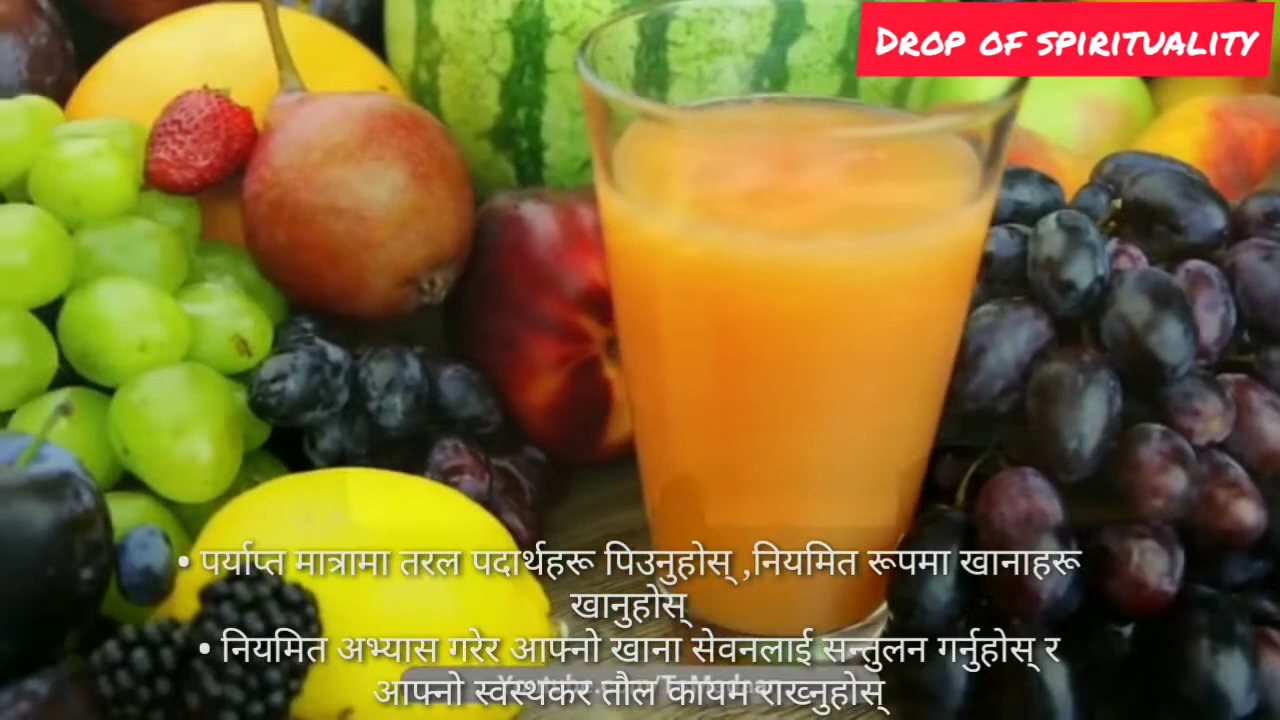 DROP OF SPIRITUALITY
• पर्याप्त मात्रामा तरल पदार्थहरू पिउनुहोस् ,नियमित रूपमा खानाहरू
खानुहोस्
• नियमित अभ्यास गरेर आफ्नो खाना सेवनलाई सन्तुलन गर्नुहोस् र
आफ्नो स्वस्थकर तौल कायम राख्नुहोस्